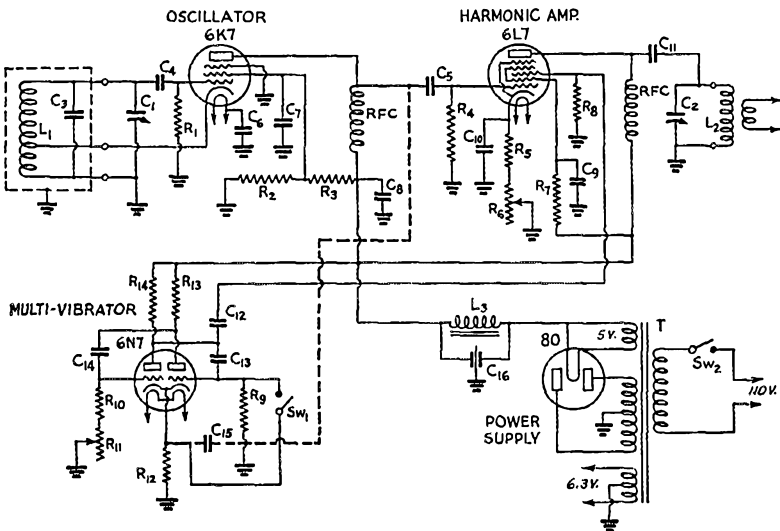 OSCILLATOR
6K7
HARMONIC AMP.
6L7
C4
C3
L1
C1
R1
C6
C7
RFC
C5
R4
C10
R5
R6
R8
R7
C9
RFC
C11
C2
L2
R2
R3
C8
R14
R13
MULTI-VIBRATOR
6N7
C12
C13
C14
R10
R11
R9
SW1
C15
R12
L3
C16
80
5V.
T
SW2
110V.
POWER
SUPPLY
6.3V.